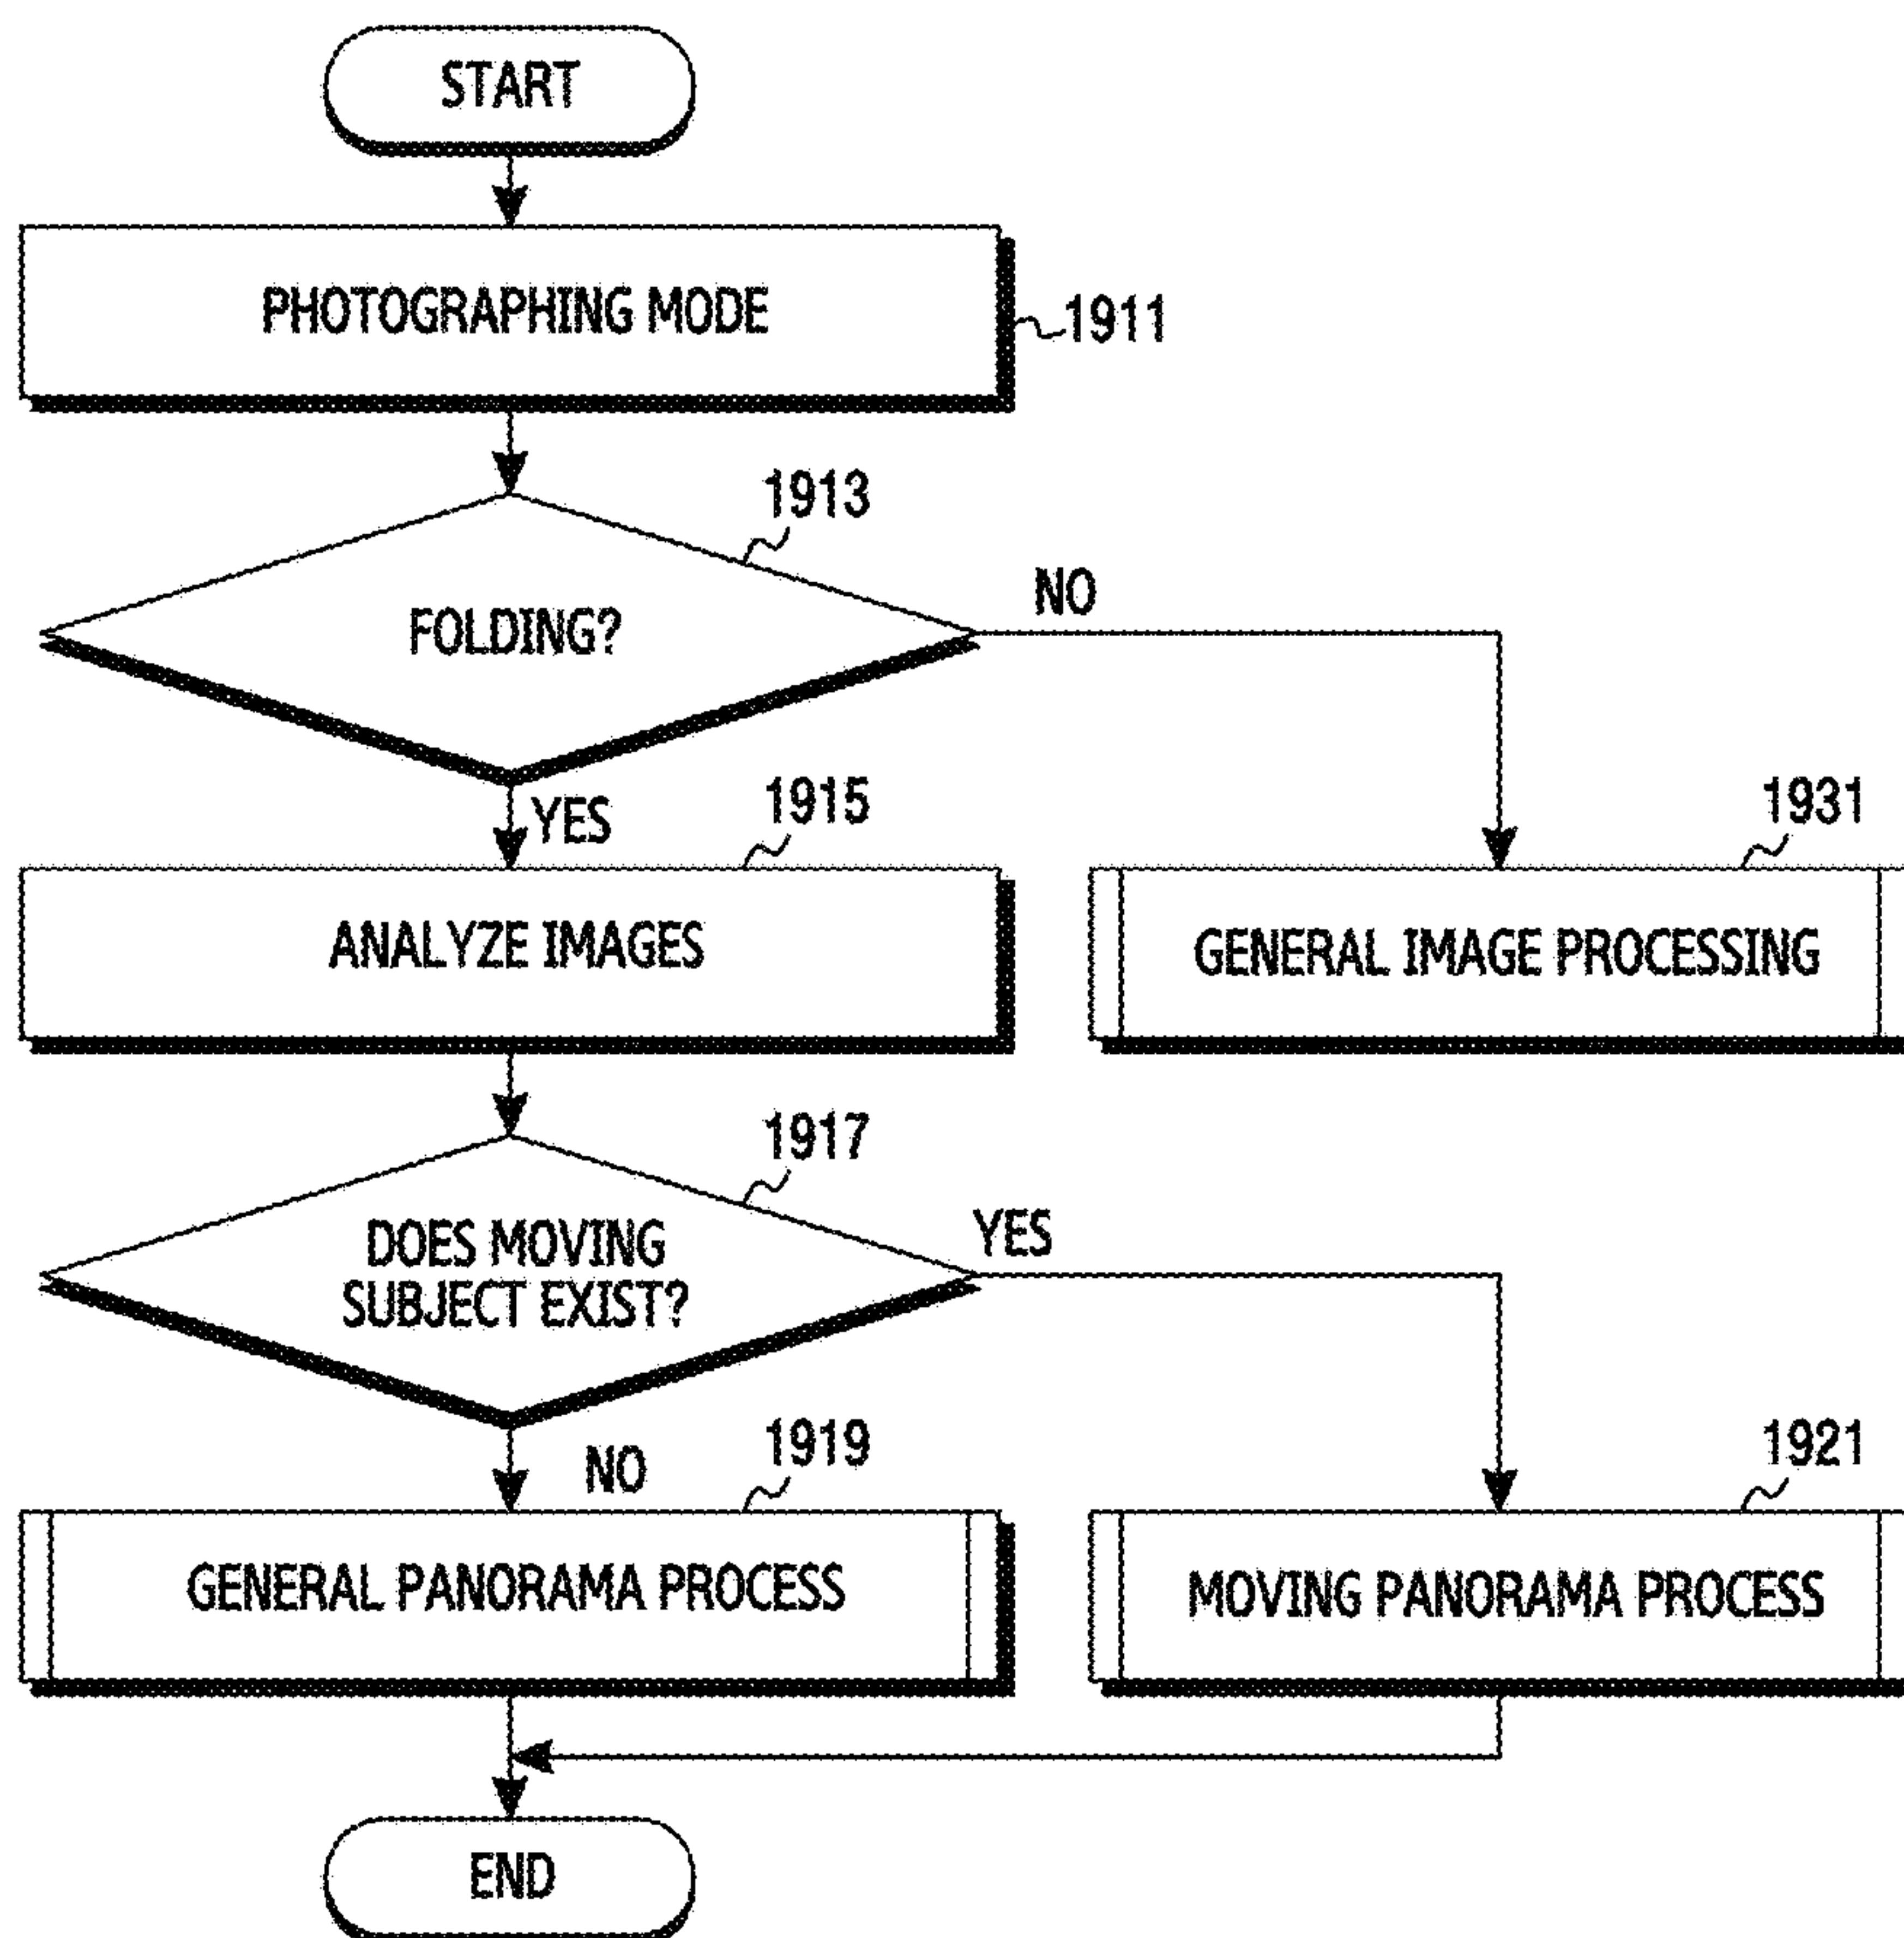 START
PHOTOGRAPHING MODE
1911
1913
FOLDING?
NO
YES
1915
1931
ANALYZE IMAGES
GENERAL IMAGE PROCESSING
1917
DOES MOVING
SUBJECT EXIST?
YES
NO
1919
1921
GENERAL PANORAMA PROCESS
MOVING PANORAMA PROCESS
END